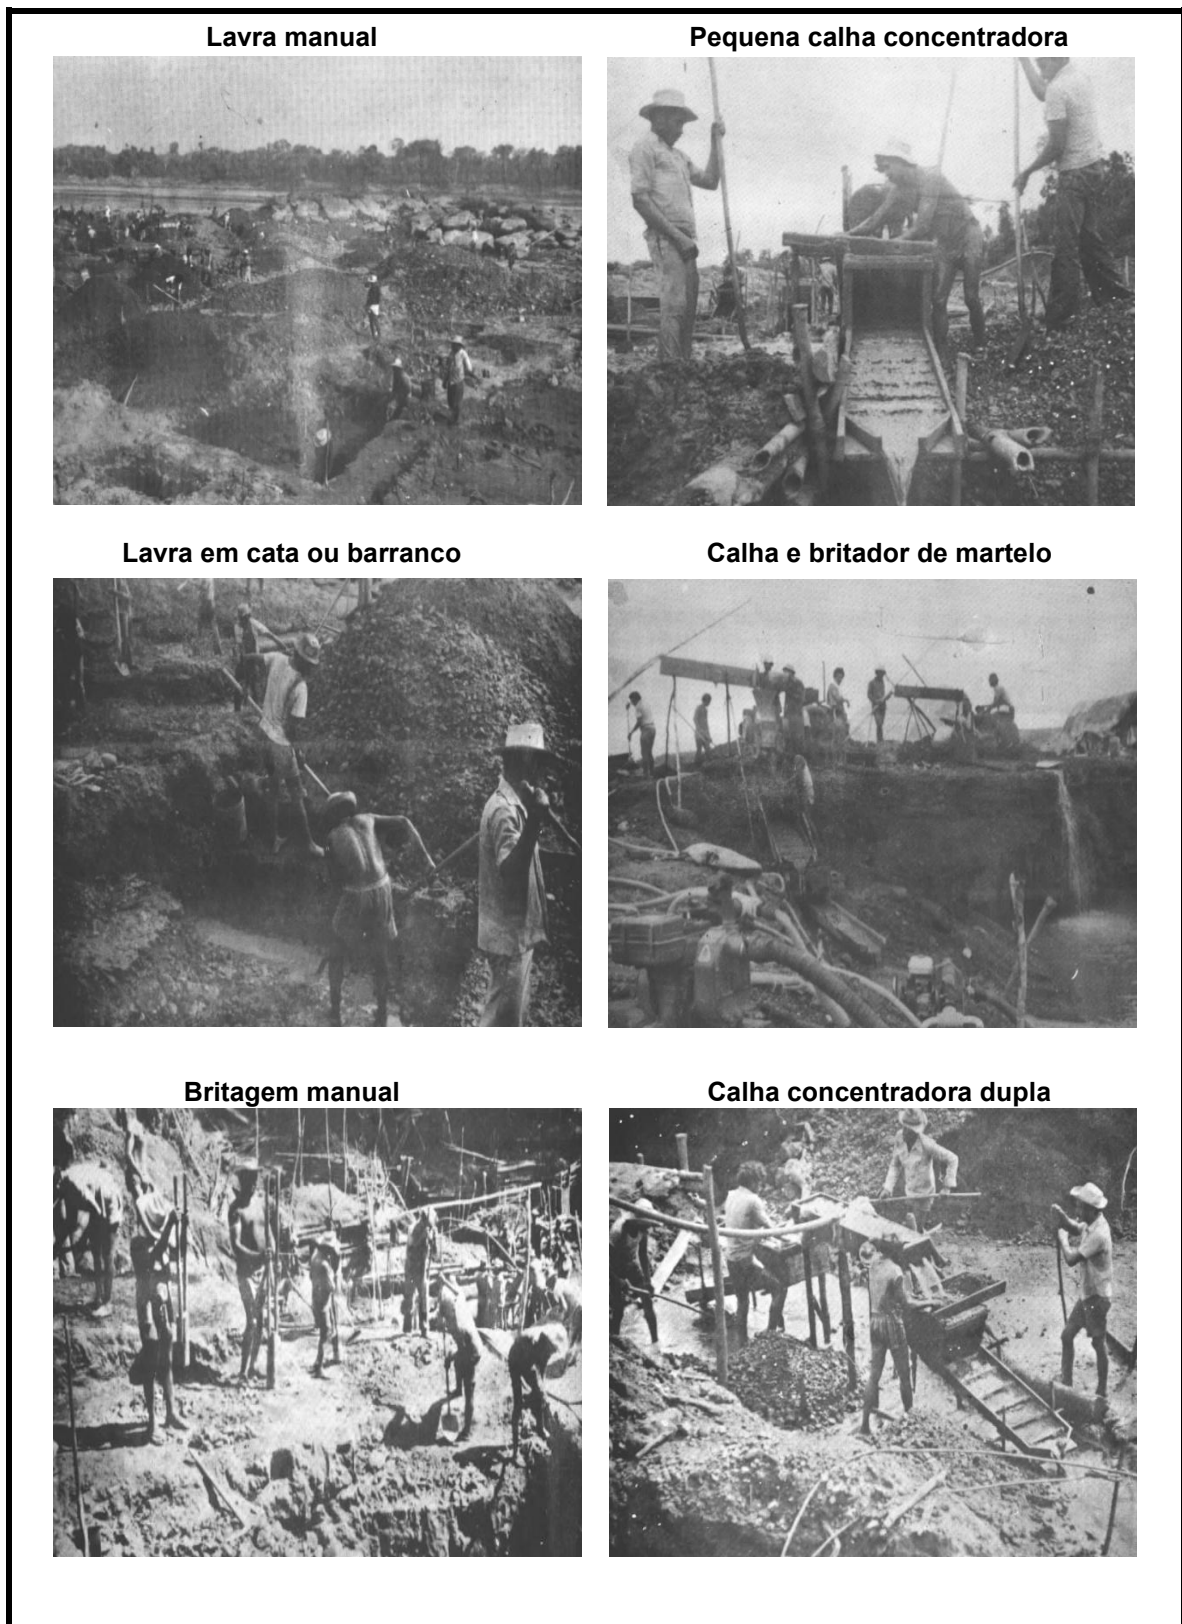 Lavra manual
Pequena calha concentradora
Lavra em cata ou barranco
Calha e britador de martelo
Britagem manual
Calha concentradora dupla